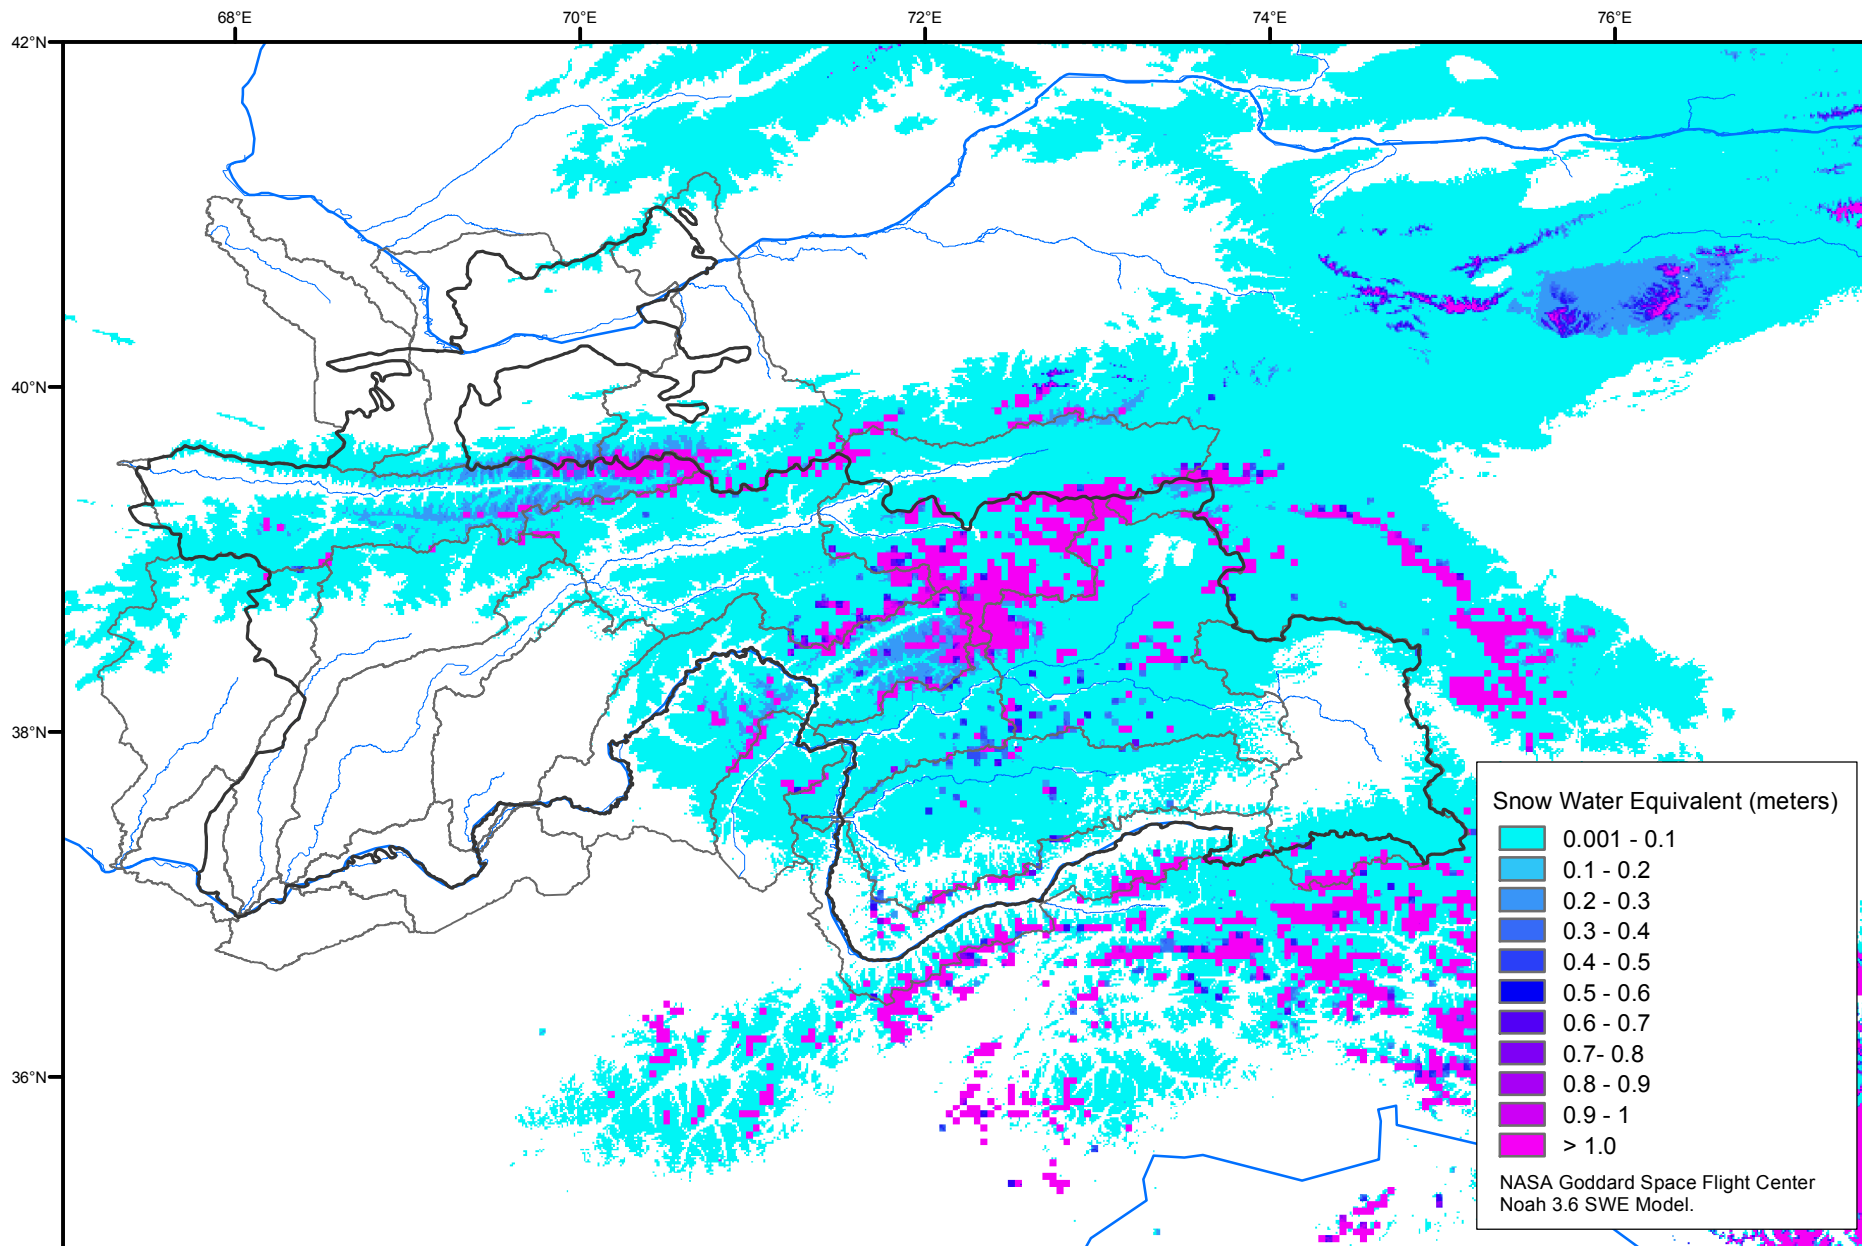 68°E
70°E
72°E
74°E
76°E
42°N
40°N
38°N
36°N
Snow Water Equivalent (meters)
0.001 - 0.1
0.1 - 0.2
0.2 - 0.3
0.3 - 0.4
0.4 - 0.5
0.5 - 0.6
0.6 - 0.7
0.7- 0.8
0.8 - 0.9
0.9 - 1
> 1.0
NASA Goddard Space Flight Center
Noah 3.6 SWE Model.